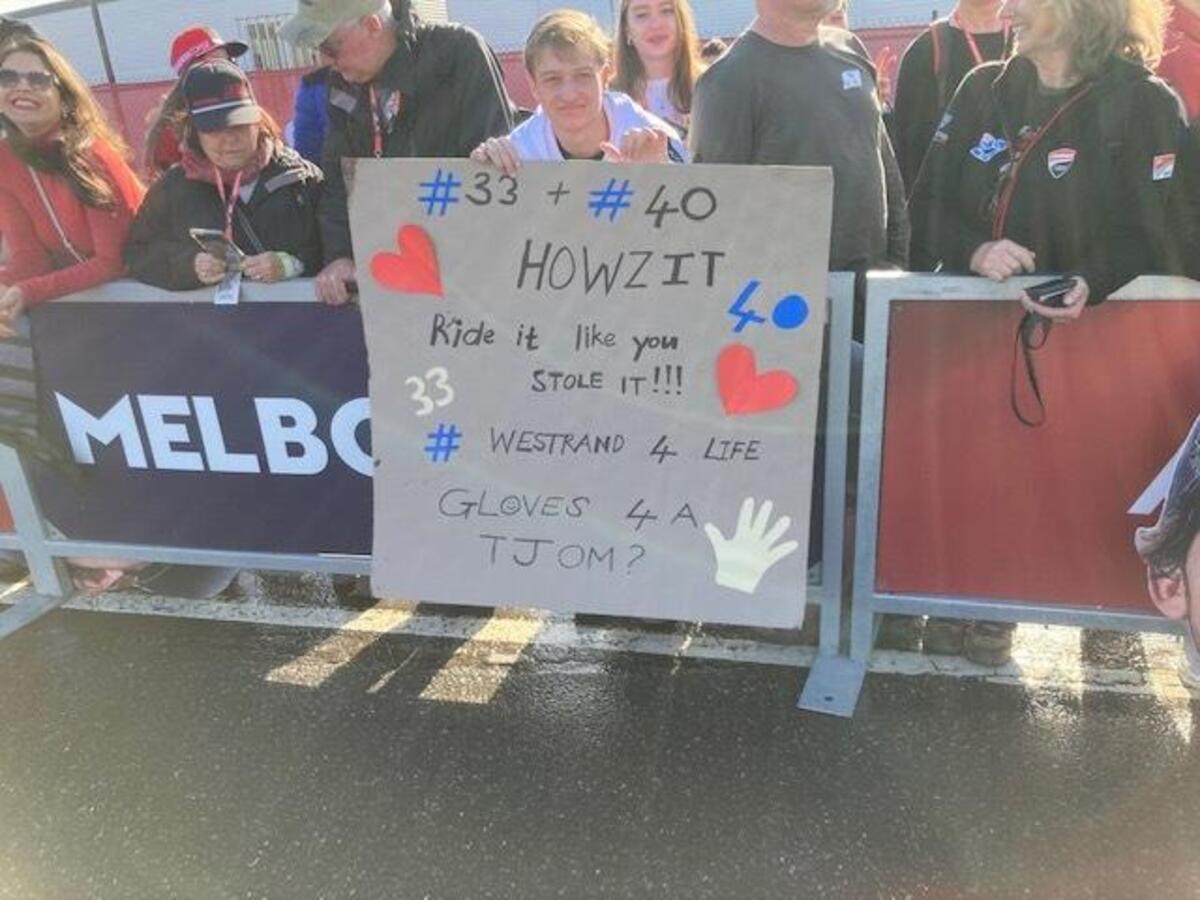 #33 + #40
HOWZIT
40
Ride it like you
STOLE IT!!!
33
# WESTRAND 4 LIFE
GLOVES 4 A
TJOM?
MELBO